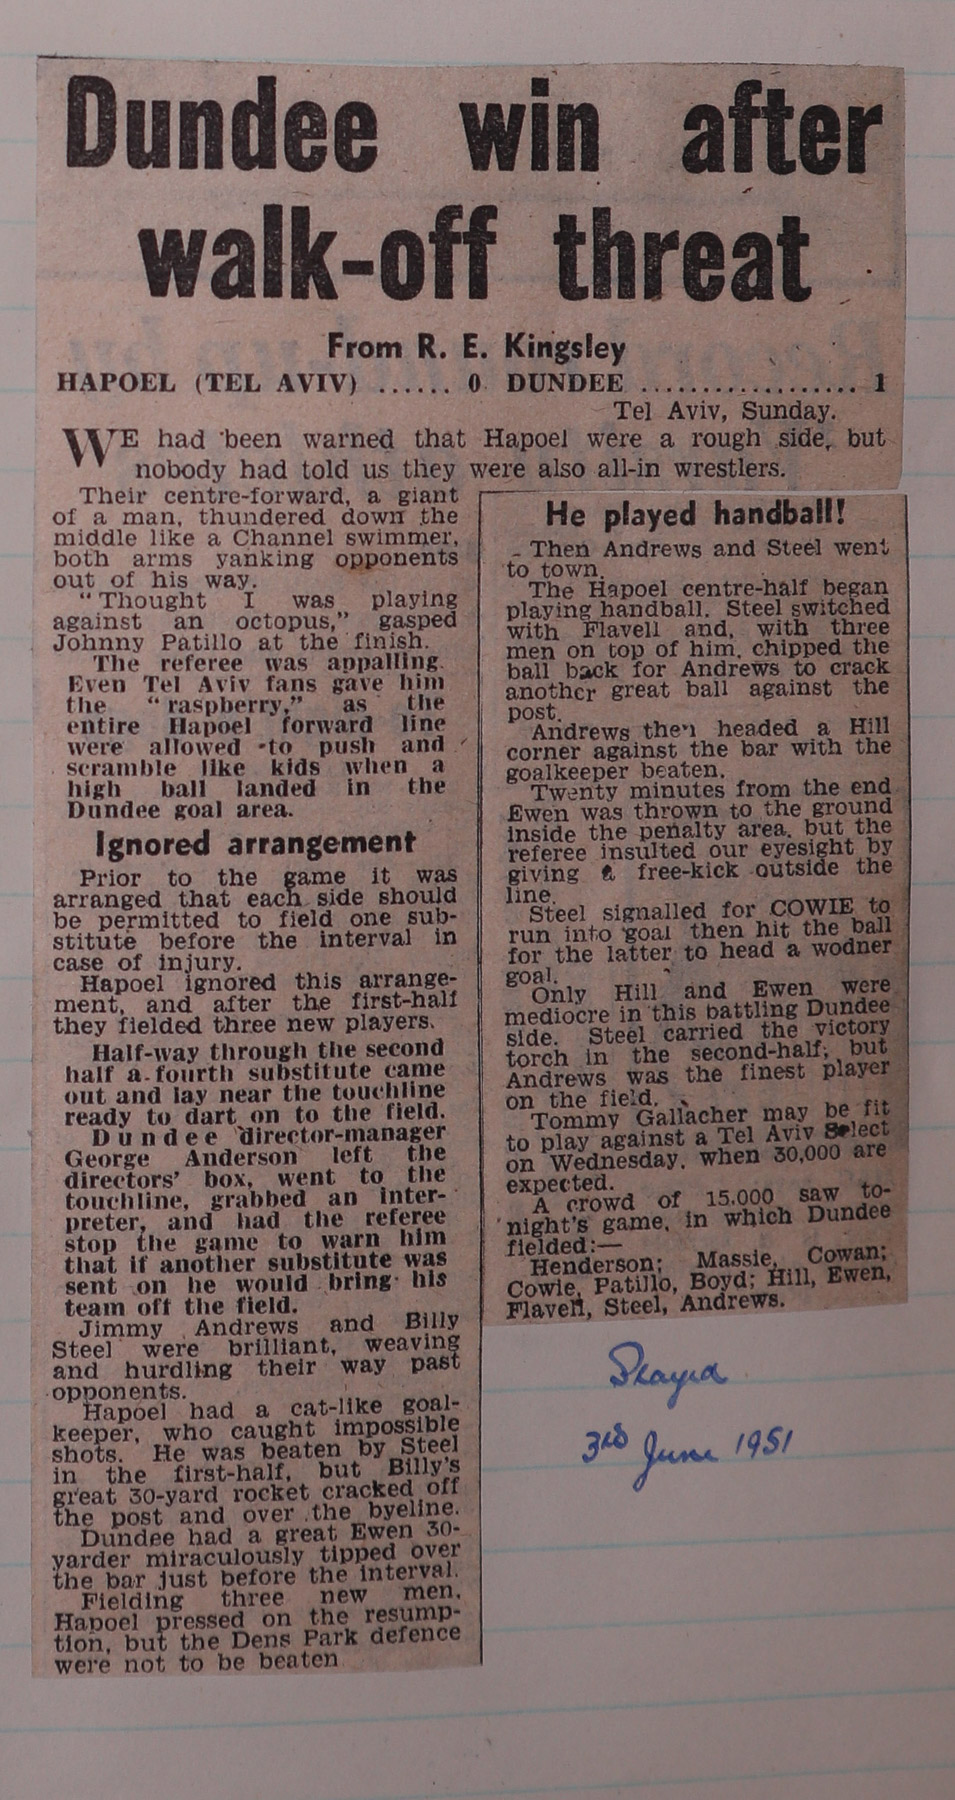 Dundee win after
walk-off threat
From R. E. Kingsley
HAPOEL (TEL AVIV) ...... 0 DUNDEE .................. 1
Tel Aviv, Sunday.
WE had been warned that Hapoel were a rough side, but
nobody had told us they were also all-in wrestlers.
Their centre-forward, a giant
of a man, thundered down the
middle like a Channel swimmer,
both arms yanking opponents
out of his way.
"Thought I was playing
against an octopus," gasped
Johnny Patillo at the finish.
The referee was appalling.
Even Tel Aviv fans gave him
the "raspberry," as the
entire Hapoel forward line
were allowed to push and
scramble like kids when a
high ball landed in the
Dundee goal area.
Ignored arrangement
Prior to the game it was
arranged that each side should
be permitted to field one sub-
stitute before the interval in
case of injury.
Hapoel ignored this arrange-
ment, and after the first-half
they fielded three new players.
Half-way through the second
half a fourth substitute came
out and lay near the touchline
ready to dart on to the field.
Dundee director-manager
George Anderson left the
directors' box, went to the
touchline, grabbed an inter-
preter, and had the referee
stop the game to warn him
that if another substitute was
sent on he would bring his
team off the field.
Jimmy Andrews and Billy
Steel were brilliant, weaving
and hurdling their way past
opponents.
Hapoel had a cat-like goal-
keeper, who caught impossible
shots. He was beaten by Steel
in the first-half, but Billy's
great 30-yard rocket cracked off
the post and over the byeline.
Dundee had a great Ewen 30-
yarder miraculously tipped over
the bar just before the interval.
Fielding three new men,
Hapoel pressed on the resump-
tion, but the Dens Park defence
were not to be beaten
He played handball!
Then Andrews and Steel went
to town.
The Hapoel centre-half began
playing handball. Steel switched
with Flavell and, with three
men on top of him, chipped the
ball back for Andrews to crack
another great ball against the
post.
Andrews then headed a Hill
corner against the bar with the
goalkeeper beaten.
Twenty minutes from the end
Ewen was thrown to the ground
inside the penalty area, but the
referee insulted our eyesight by
giving a free-kick outside the
line.
Steel signalled for COWIE to
run into goal then hit the ball
for the latter to head a wodner
goal.
Only Hill and Ewen were
mediocre in this battling Dundee
side. Steel carried the victory
torch in the second-half, but
Andrews was the finest player
on the field.
Tommy Gallacher may be fit
to play against a Tel Aviv Select
on Wednesday, when 30,000 are
expected.
A crowd of 15,000 saw to-
night's game, in which Dundee
fielded:—
Henderson; Massie, Cowan;
Cowie, Patillo, Boyd; Hill, Ewen,
Flavell, Steel, Andrews.
Played
3rd June 1951